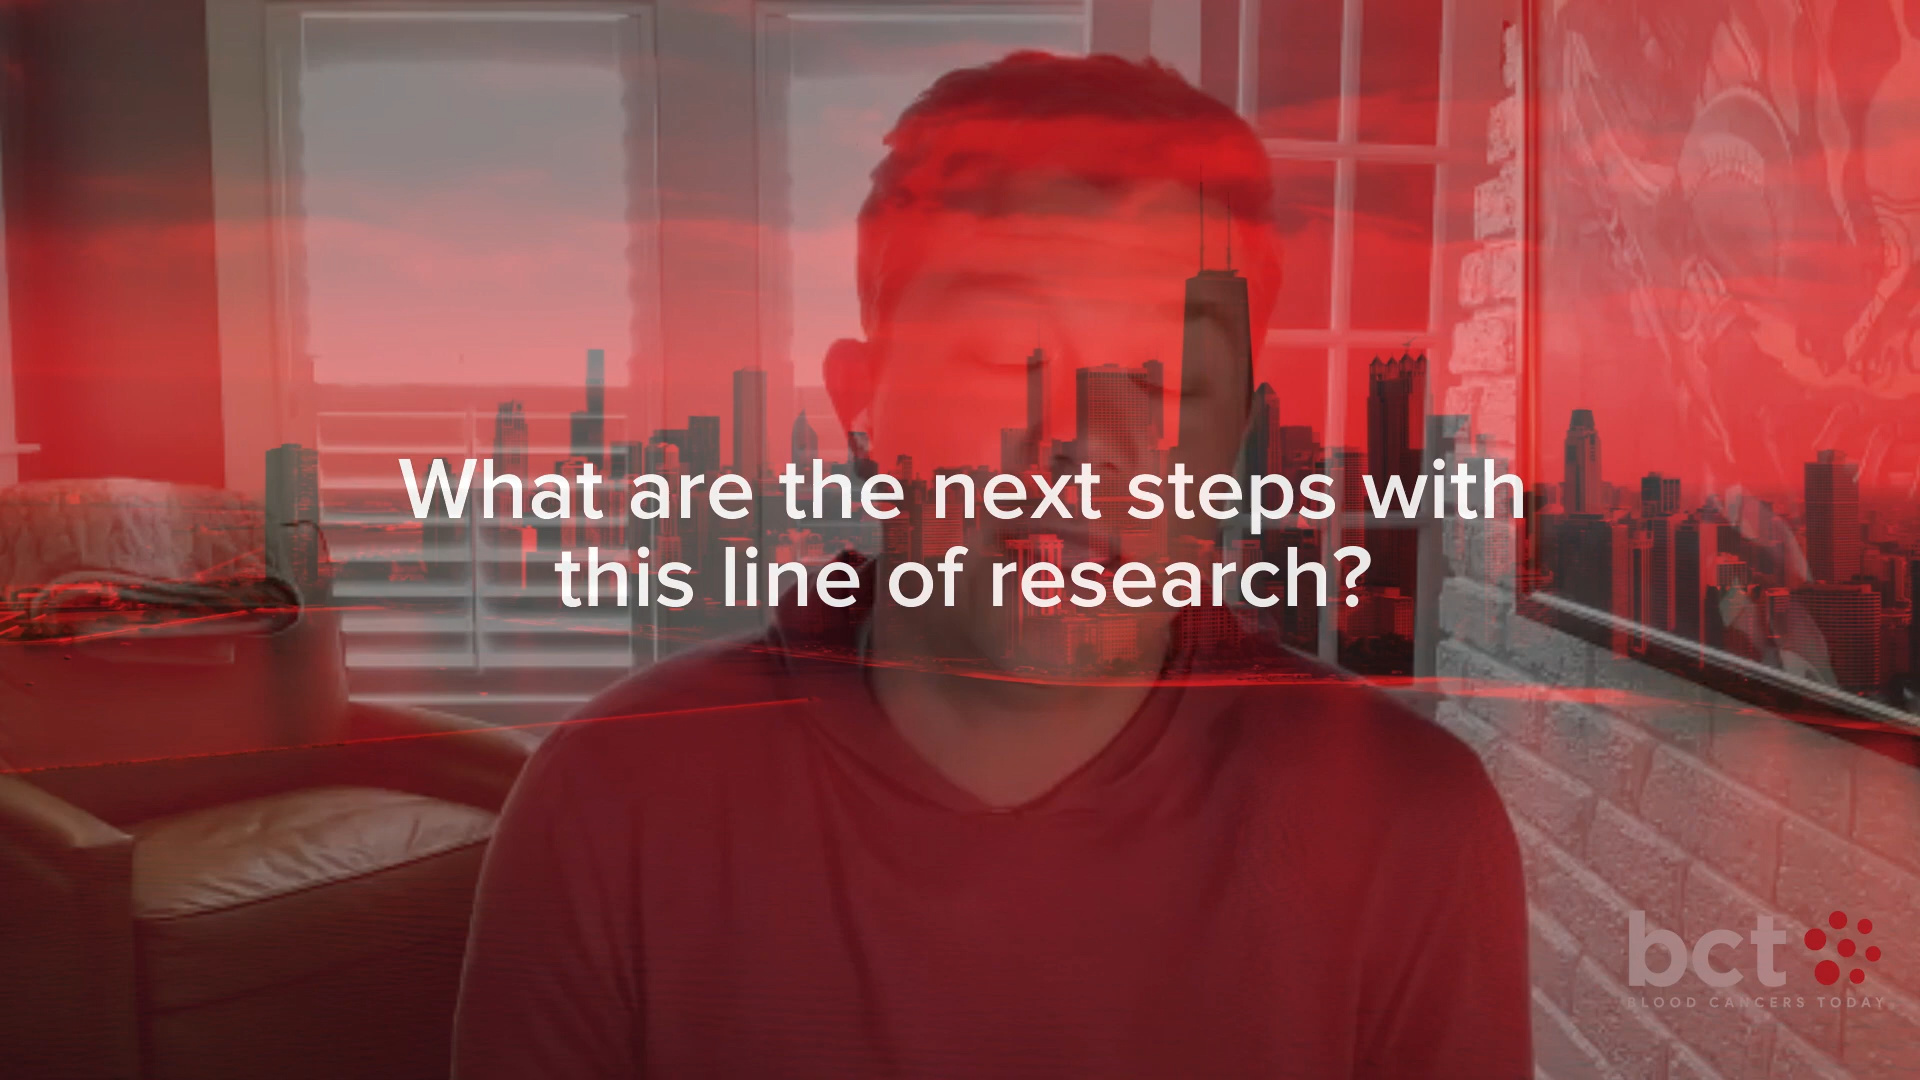 What are the next steps with
this line of research?
bct
BLOOD CANCERS TODAY